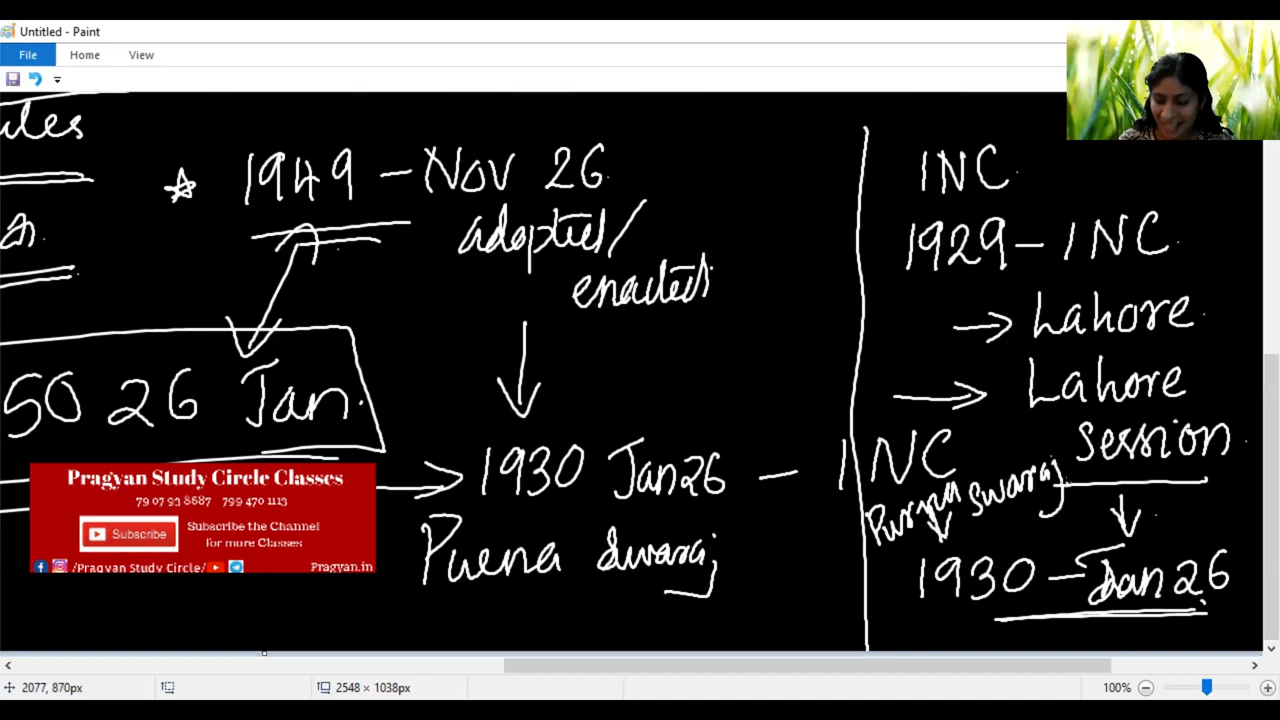 Untitled - Paint
File Home View
ules
☆ 1949 - Nov 26
adopted/
enacted
50 26 Jan.
→ 1930 Jan 26 - INC
Purna Swaraj
INC
1929 - INC
→ Lahore
→ Lahore
Session
Purna Swaraj
1930 - Jan 26
Pragyan Study Circle Classes
79 07 93 8687 799 470 1113
Subscribe
Subscribe the Channel
for more Classes
/Pragyan Study Circle/
Pragyan.in
2077, 870px
2548 × 1038px
100%